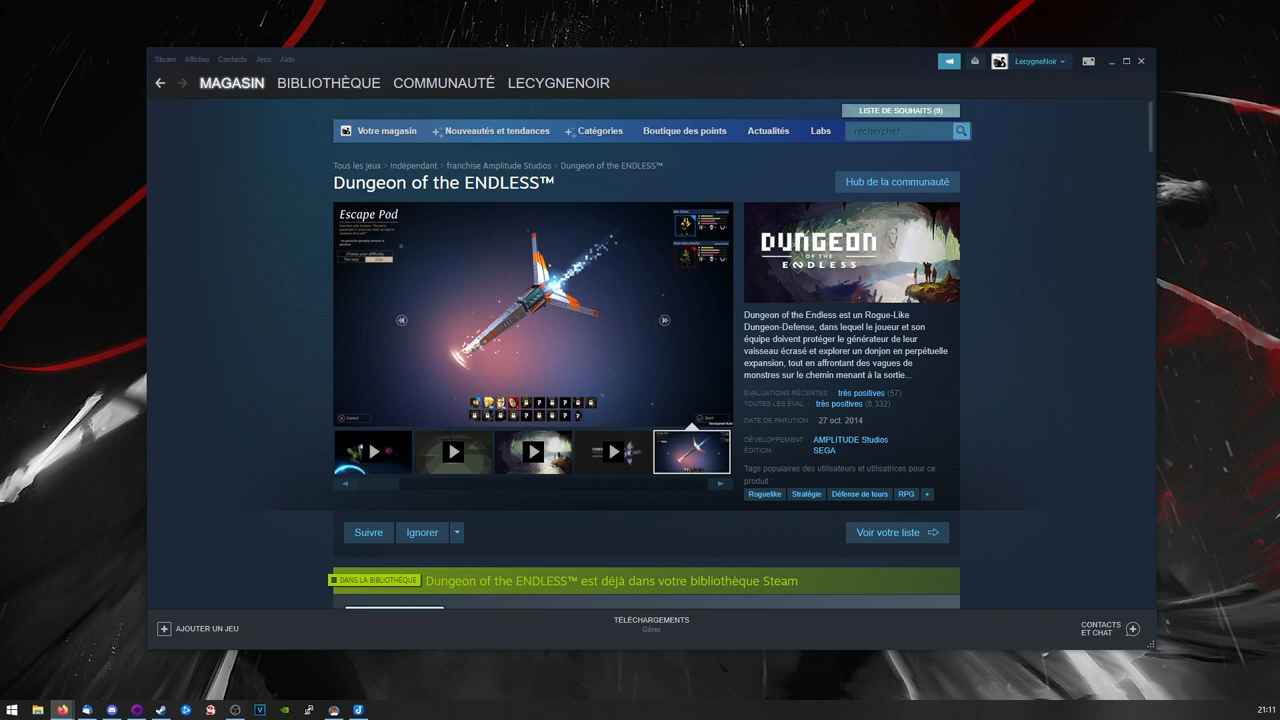 Steam Afficher Contacts Jeux Aide
LecygneNoir
MAGASIN BIBLIOTHÈQUE COMMUNAUTÉ LECYGNENOIR
LISTE DE SOUHAITS (9)
Votre magasin Nouveautés et tendances Catégories Boutique des points Actualités Labs rechercher
Tous les jeux > Indépendant > franchise Amplitude Studios > Dungeon of the ENDLESS™
Dungeon of the ENDLESS™
Hub de la communauté
Escape Pod
Choose your difficulty
Too easy Easy
Cancel
Start
DUNGEON
OF THE
ENDLESS
Dungeon of the Endless est un Rogue-Like
Dungeon-Defense, dans lequel le joueur et son
équipe doivent protéger le générateur de leur
vaisseau écrasé et explorer un donjon en perpétuelle
expansion, tout en affrontant des vagues de
monstres sur le chemin menant à la sortie...
ÉVALUATIONS RÉCENTES : très positives (57)
TOUTES LES ÉVAL. : très positives (8,332)
DATE DE PARUTION : 27 oct. 2014
DÉVELOPPEMENT : AMPLITUDE Studios
ÉDITION : SEGA
Tags populaires des utilisateurs et utilisatrices pour ce
produit :
Roguelike Stratégie Défense de tours RPG +
Suivre Ignorer Voir votre liste
DANS LA BIBLIOTHÈQUE Dungeon of the ENDLESS™ est déjà dans votre bibliothèque Steam
AJOUTER UN JEU
TÉLÉCHARGEMENTS
Gérer
CONTACTS
ET CHAT
21:11